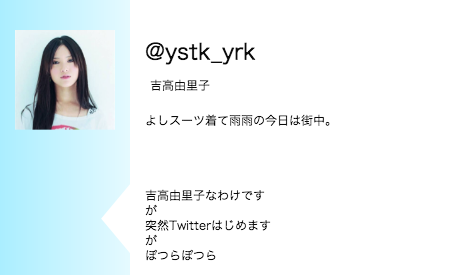 @ystk_yrk
吉高由里子
よしスーツ着て雨雨の今日は街中。
吉高由里子なわけです
が
突然Twitterはじめます
が
ぽつらぽつら